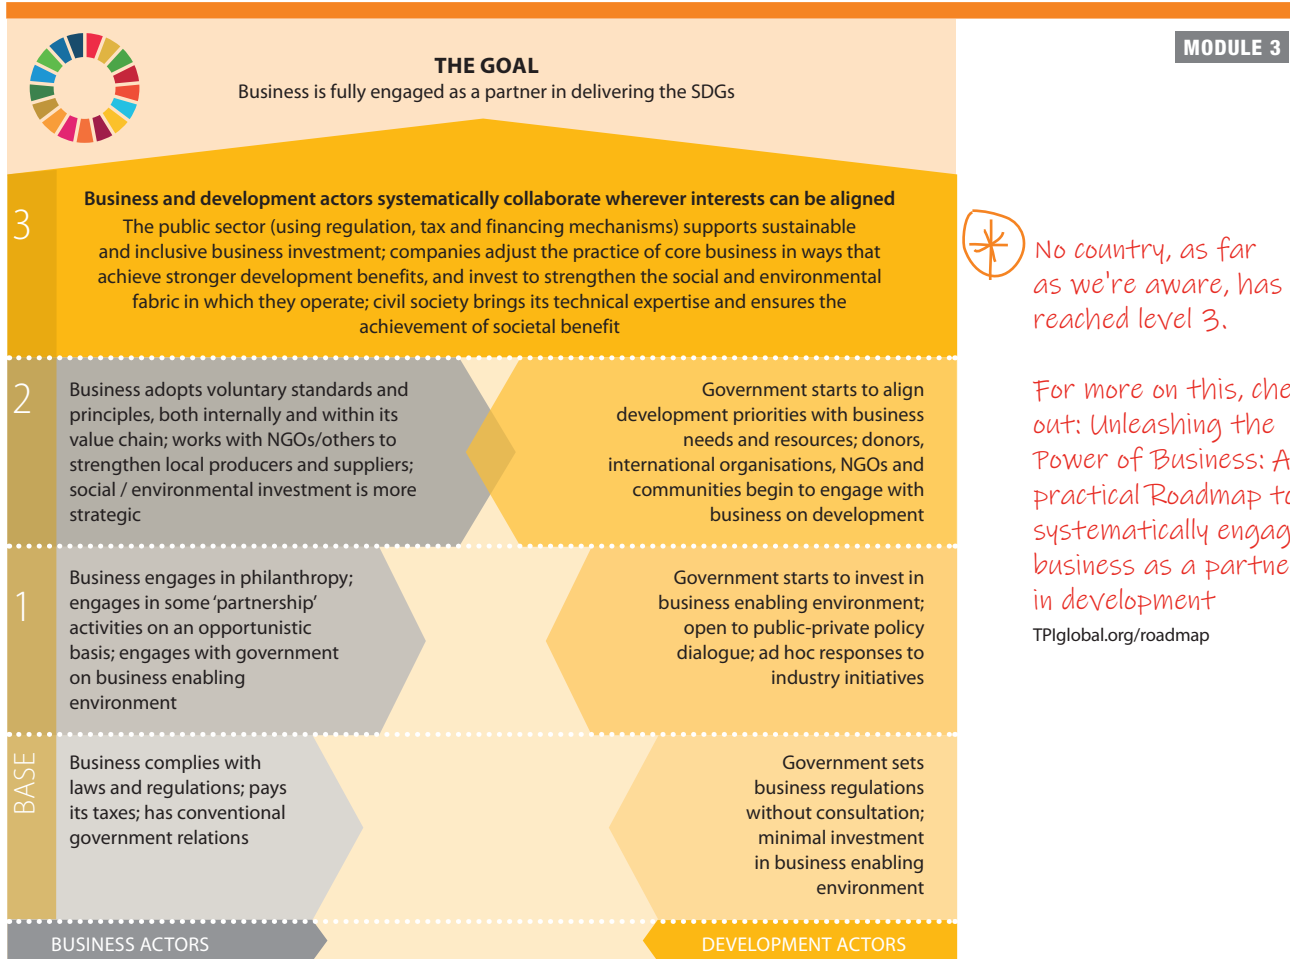 MODULE 3
THE GOAL
Business is fully engaged as a partner in delivering the SDGs
3
Business and development actors systematically collaborate wherever interests can be aligned
The public sector (using regulation, tax and financing mechanisms) supports sustainable
and inclusive business investment; companies adjust the practice of core business in ways that
achieve stronger development benefits, and invest to strengthen the social and environmental
fabric in which they operate; civil society brings its technical expertise and ensures the
achievement of societal benefit
No country, as far
as we're aware, has
reached level 3.
For more on this, che
out: Unleashing the
Power of Business: A
practical Roadmap to
systematically engag
business as a partne
in development
TPIglobal.org/roadmap
2
Business adopts voluntary standards and
principles, both internally and within its
value chain; works with NGOs/others to
strengthen local producers and suppliers;
social / environmental investment is more
strategic
Government starts to align
development priorities with business
needs and resources; donors,
international organisations, NGOs and
communities begin to engage with
business on development
1
Business engages in philanthropy;
engages in some 'partnership'
activities on an opportunistic
basis; engages with government
on business enabling
environment
Government starts to invest in
business enabling environment;
open to public-private policy
dialogue; ad hoc responses to
industry initiatives
BASE
Business complies with
laws and regulations; pays
its taxes; has conventional
government relations
Government sets
business regulations
without consultation;
minimal investment
in business enabling
environment
BUSINESS ACTORS
DEVELOPMENT ACTORS